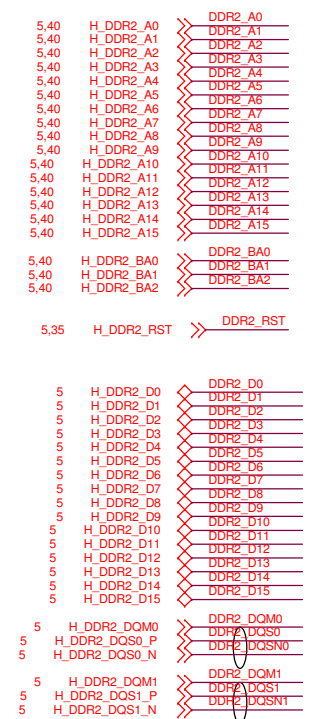 5,40 H_DDR2_A0 DDR2_A0
5,40 H_DDR2_A1 DDR2_A1
5,40 H_DDR2_A2 DDR2_A2
5,40 H_DDR2_A3 DDR2_A3
5,40 H_DDR2_A4 DDR2_A4
5,40 H_DDR2_A5 DDR2_A5
5,40 H_DDR2_A6 DDR2_A6
5,40 H_DDR2_A7 DDR2_A7
5,40 H_DDR2_A8 DDR2_A8
5,40 H_DDR2_A9 DDR2_A9
5,40 H_DDR2_A10 DDR2_A10
5,40 H_DDR2_A11 DDR2_A11
5,40 H_DDR2_A12 DDR2_A12
5,40 H_DDR2_A13 DDR2_A13
5,40 H_DDR2_A14 DDR2_A14
5,40 H_DDR2_A15 DDR2_A15
5,40 H_DDR2_BA0 DDR2_BA0
5,40 H_DDR2_BA1 DDR2_BA1
5,40 H_DDR2_BA2 DDR2_BA2
5,35 H_DDR2_RST DDR2_RST
5 H_DDR2_D0 DDR2_D0
5 H_DDR2_D1 DDR2_D1
5 H_DDR2_D2 DDR2_D2
5 H_DDR2_D3 DDR2_D3
5 H_DDR2_D4 DDR2_D4
5 H_DDR2_D5 DDR2_D5
5 H_DDR2_D6 DDR2_D6
5 H_DDR2_D7 DDR2_D7
5 H_DDR2_D8 DDR2_D8
5 H_DDR2_D9 DDR2_D9
5 H_DDR2_D10 DDR2_D10
5 H_DDR2_D11 DDR2_D11
5 H_DDR2_D12 DDR2_D12
5 H_DDR2_D13 DDR2_D13
5 H_DDR2_D14 DDR2_D14
5 H_DDR2_D15 DDR2_D15
5 H_DDR2_DQM0 DDR2_DQM0
5 H_DDR2_DQS0_P DDR2_DQS0
5 H_DDR2_DQS0_N DDR2_DQSN0
5 H_DDR2_DQM1 DDR2_DQM1
5 H_DDR2_DQS1_P DDR2_DQS1
5 H_DDR2_DQS1_N DDR2_DQSN1